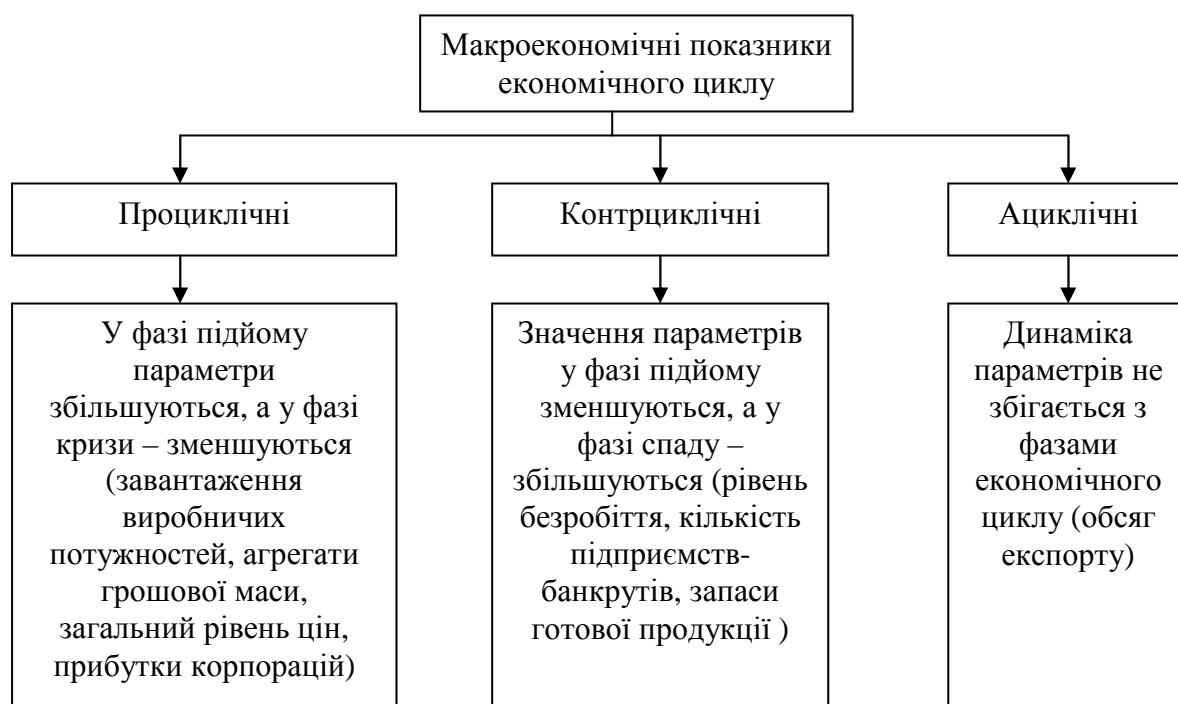 Макроекономічні показники
економічного циклу
Проциклічні
Контрциклічні
Ациклічні
У фазі підйому
параметри
збільшуються, а у фазі
кризи – зменшуються
(завантаження
виробничих
потужностей, агрегати
грошової маси,
загальний рівень цін,
прибутки корпорацій)
Значення параметрів
у фазі підйому
зменшуються, а у
фазі спаду –
збільшуються (рівень
безробіття, кількість
підприємств-
банкрутів, запаси
готової продукції )
Динаміка
параметрів не
збігається з
фазами
економічного
циклу (обсяг
експорту)